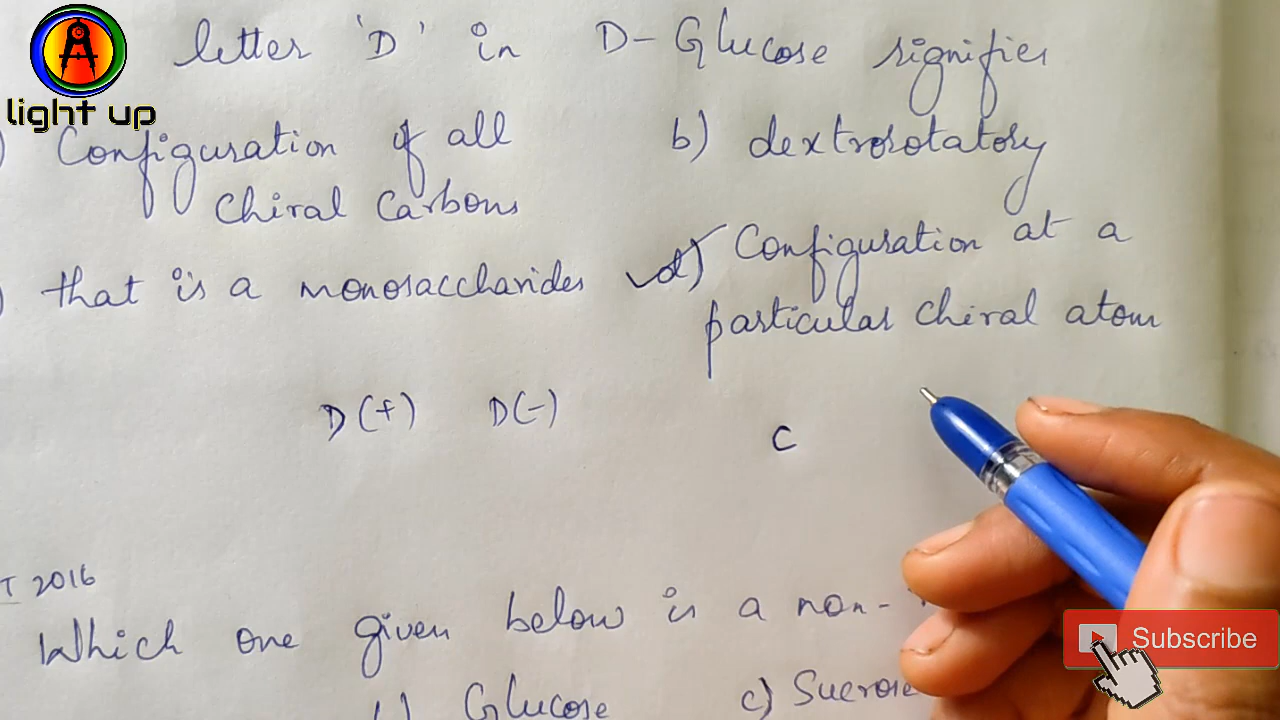 light up
letter 'D' in D-Glucose signifies
) Configuration of all b) dextrorotatory
chiral carbons
) that is a monosaccharides d) Configuration at a
particular chiral atom
D(+) D(-)
C
T 2016
Which one given below is a non-
Glucose c) Sucrose
Subscribe